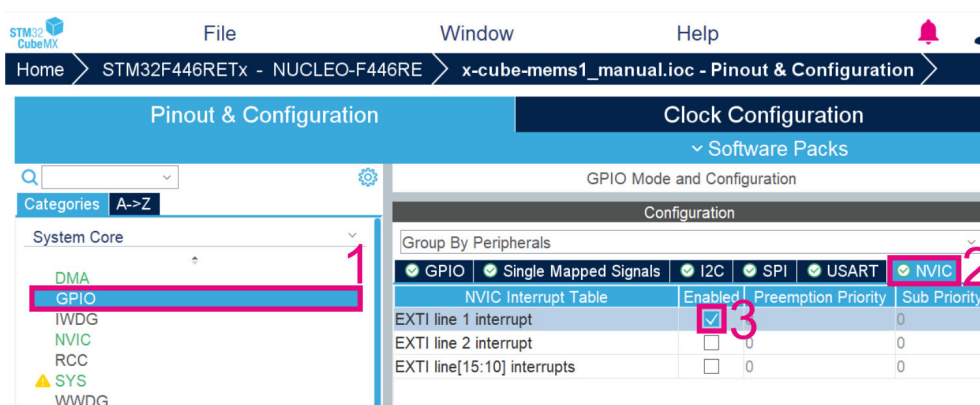 STM32
CubeMX
File
Window
Help
Home
STM32F446RETx - NUCLEO-F446RE
x-cube-mems1_manual.ioc - Pinout & Configuration
Pinout & Configuration
Clock Configuration
Software Packs
GPIO Mode and Configuration
Categories
A->Z
Configuration
System Core
1
Group By Peripherals
DMA
GPIO
IWDG
NVIC
RCC
SYS
WWDG
GPIO
Single Mapped Signals
I2C
SPI
USART
NVIC
2
NVIC Interrupt Table
Enabled
Preemption Priority
Sub Priority
EXTI line 1 interrupt
3
0
EXTI line 2 interrupt
0
0
EXTI line[15:10] interrupts
0
0